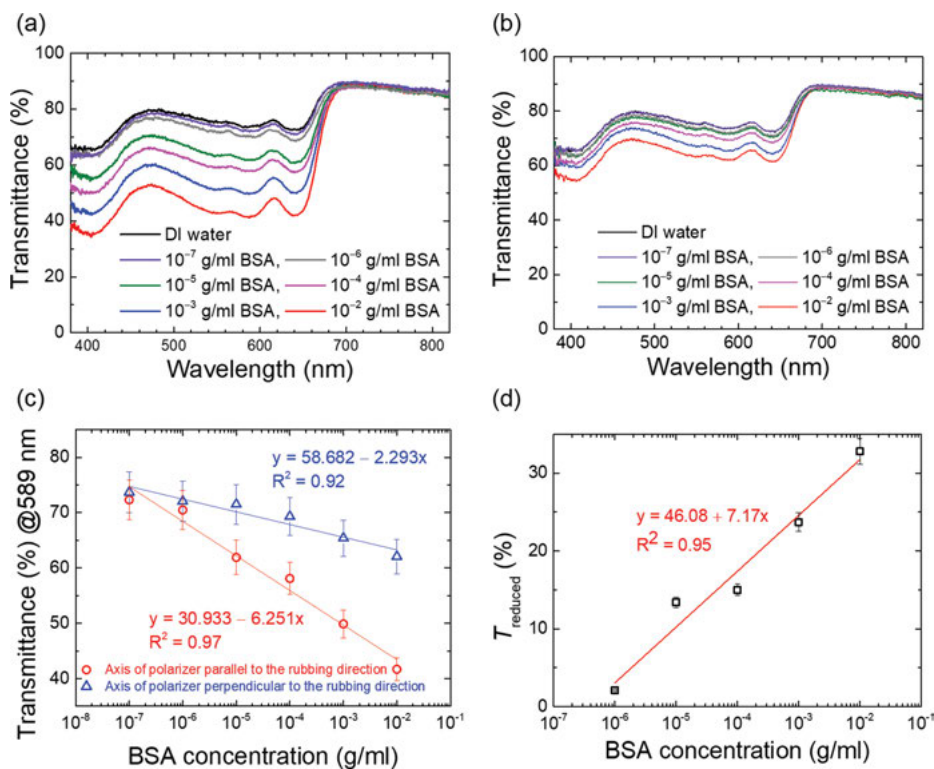 (a)
Transmittance (%)
100
80
60
40
20
0
DI water
10⁻⁷ g/ml BSA, 10⁻⁶ g/ml BSA
10⁻⁵ g/ml BSA, 10⁻⁴ g/ml BSA
10⁻³ g/ml BSA, 10⁻² g/ml BSA
400 500 600 700 800
Wavelength (nm)
(b)
Transmittance (%)
100
80
60
40
20
0
DI water
10⁻⁷ g/ml BSA, 10⁻⁶ g/ml BSA
10⁻⁵ g/ml BSA, 10⁻⁴ g/ml BSA
10⁻³ g/ml BSA, 10⁻² g/ml BSA
400 500 600 700 800
Wavelength (nm)
(c)
Transmittance (%) @589 nm
80
70
60
50
40
y = 58.682 − 2.293x
R² = 0.92
y = 30.933 − 6.251x
R² = 0.97
Axis of polarizer parallel to the rubbing direction
Axis of polarizer perpendicular to the rubbing direction
10⁻⁸ 10⁻⁷ 10⁻⁶ 10⁻⁵ 10⁻⁴ 10⁻³ 10⁻² 10⁻¹
BSA concentration (g/ml)
(d)
T reduced (%)
30
20
10
0
y = 46.08 + 7.17x
R² = 0.95
10⁻⁷ 10⁻⁶ 10⁻⁵ 10⁻⁴ 10⁻³ 10⁻² 10⁻¹
BSA concentration (g/ml)